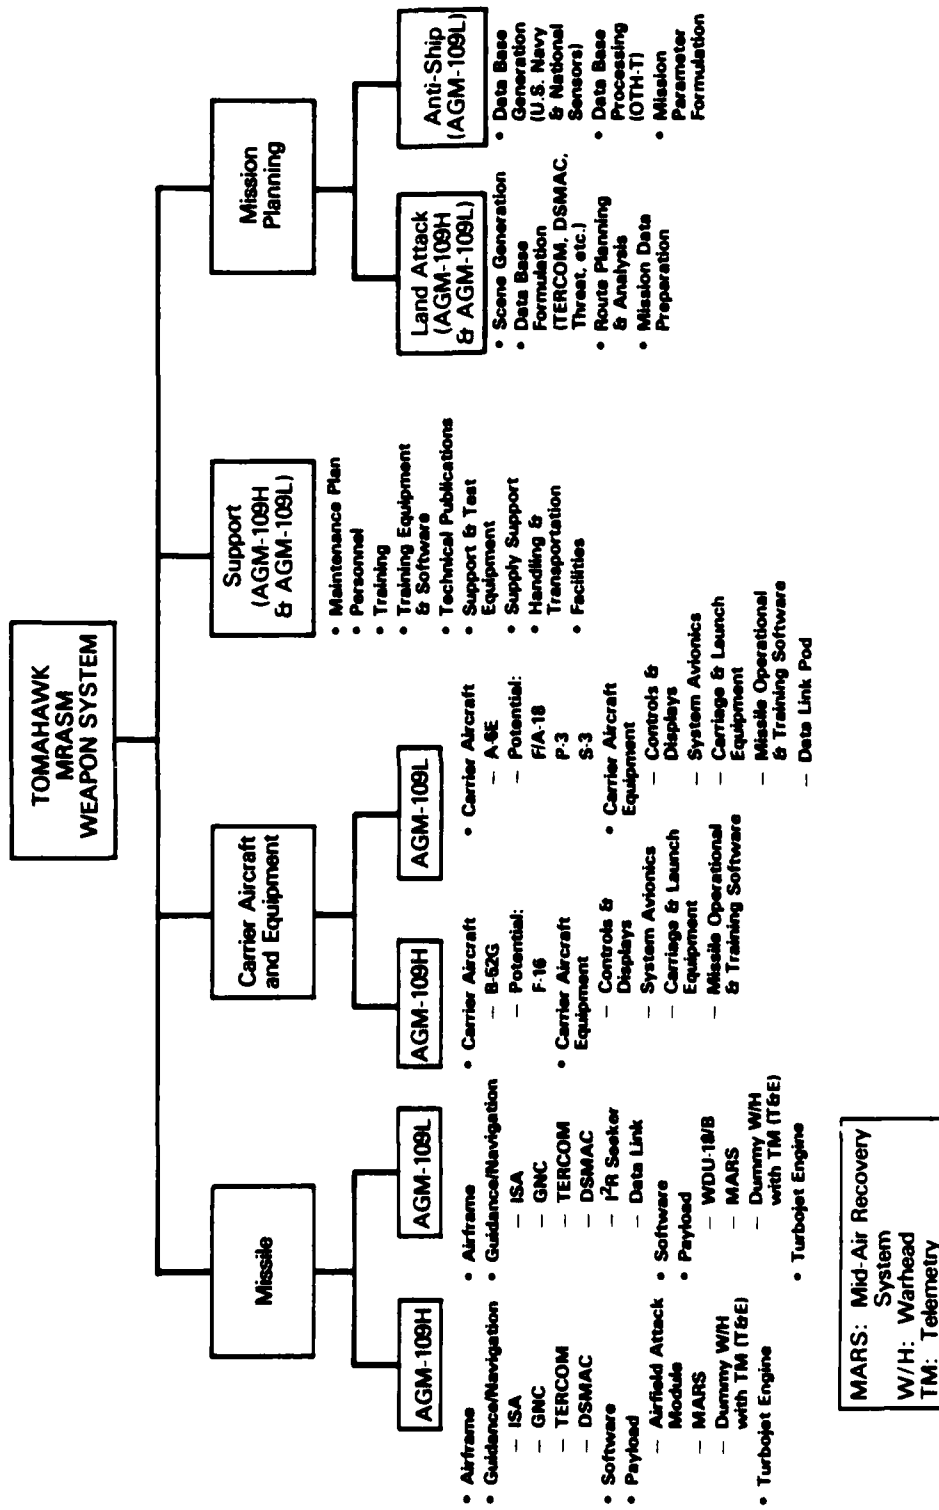 TOMAHAWK
MRASM
WEAPON SYSTEM
Missile
AGM-109H
• Airframe
• Guidance/Navigation
— ISA
— GNC
— TERCOM
— DSMAC
• Software
• Payload
— Airfield Attack
Module
— MARS
— Dummy W/H
with TM (T&E)
• Turbojet Engine
AGM-109L
• Airframe
• Guidance/Navigation
— ISA
— GNC
— TERCOM
— DSMAC
— I²R Seeker
— Data Link
• Software
• Payload
— WDU-18/B
— MARS
— Dummy W/H
with TM (T&E)
• Turbojet Engine
Carrier Aircraft
and Equipment
AGM-109H
• Carrier Aircraft
— B-52G
— Potential:
F-16
• Carrier Aircraft
Equipment
— Controls &
Displays
— System Avionics
— Carriage & Launch
Equipment
— Missile Operational
& Training Software
AGM-109L
• Carrier Aircraft
— A-6E
— Potential:
F/A-18
P-3
S-3
• Carrier Aircraft
Equipment
— Controls &
Displays
— System Avionics
— Carriage & Launch
Equipment
— Missile Operational
& Training Software
— Data Link Pod
Support
(AGM-109H
& AGM-109L)
• Maintenance Plan
• Personnel
• Training
• Training Equipment
& Software
• Technical Publications
• Support & Test
Equipment
• Supply Support
• Handling &
Transportation
• Facilities
Mission
Planning
Land Attack
(AGM-109H
& AGM-109L)
• Scene Generation
• Data Base
Formulation
(TERCOM, DSMAC,
Threat, etc.)
• Route Planning
& Analysis
• Mission Data
Preparation
Anti-Ship
(AGM-109L)
• Data Base
Generation
(U.S. Navy
& National
Sensors)
• Data Base
Processing
(OTH-T)
• Mission
Parameter
Formulation
MARS: Mid-Air Recovery
System
W/H: Warhead
TM: Telemetry